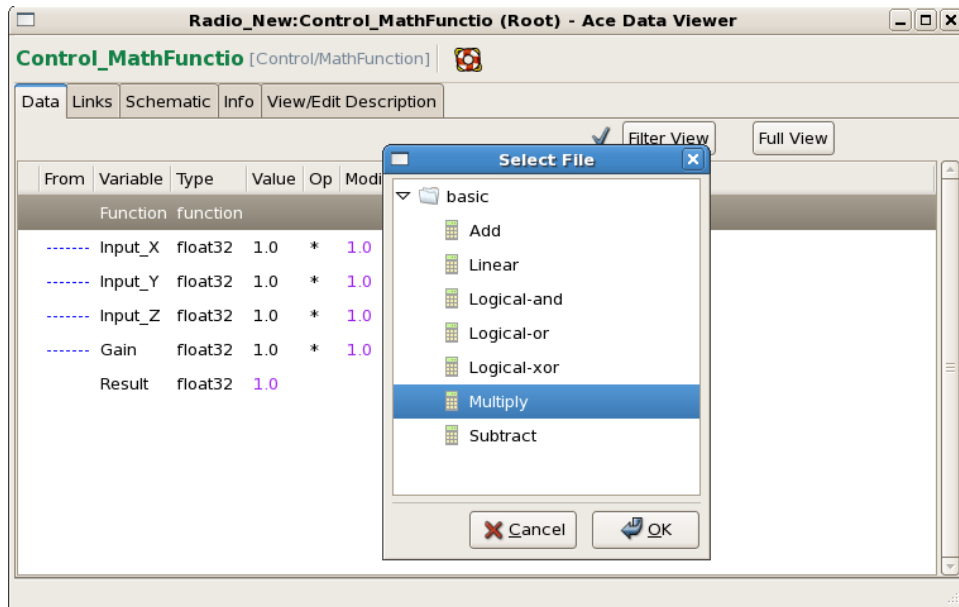 Radio_New:Control_MathFunctio (Root) - Ace Data Viewer
Control_MathFunctio [Control/MathFunction]
Data Links Schematic Info View/Edit Description
Filter View Full View
From Variable Type Value Op Modi
Function function
------- Input_X float32 1.0 * 1.0
------- Input_Y float32 1.0 * 1.0
------- Input_Z float32 1.0 * 1.0
------- Gain float32 1.0 * 1.0
Result float32 1.0
Select File
basic
Add
Linear
Logical-and
Logical-or
Logical-xor
Multiply
Subtract
Cancel OK